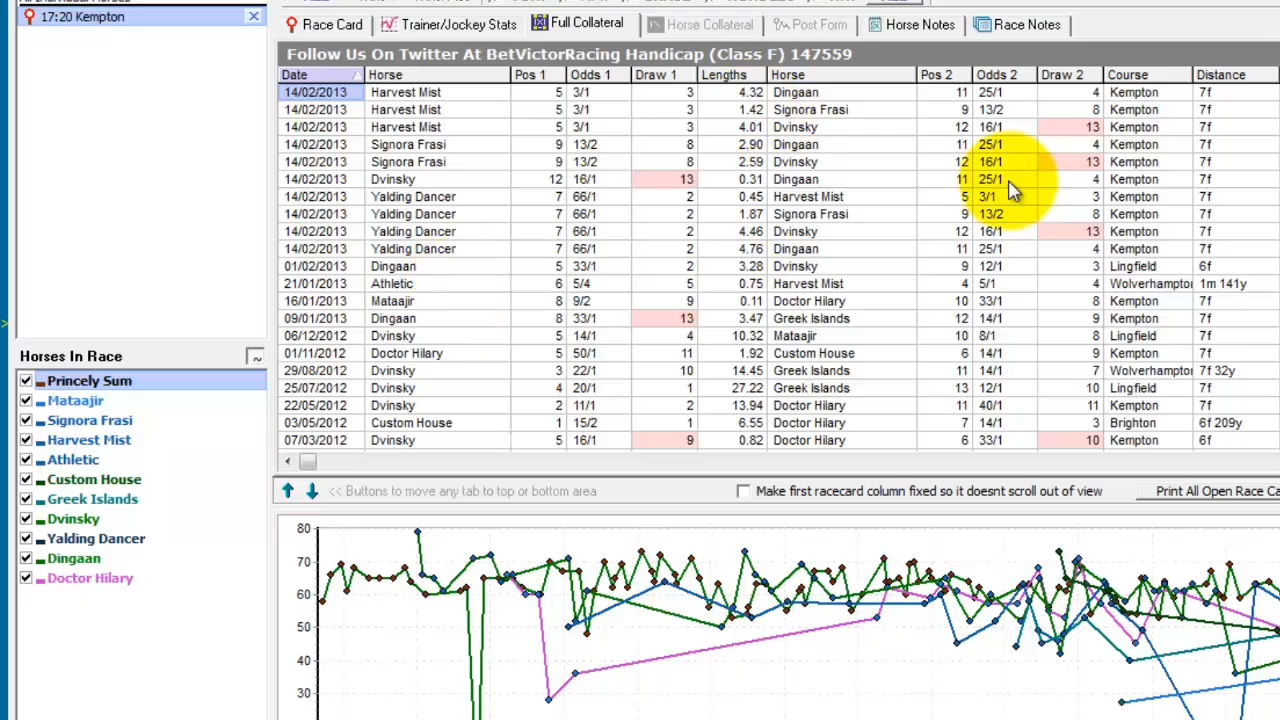 17:20 Kempton
Race Card Trainer/Jockey Stats Full Collateral Horse Collateral Post Form Horse Notes Race Notes
Follow Us On Twitter At BetVictorRacing Handicap (Class F) 147559
Date Horse Pos 1 Odds 1 Draw 1 Lengths Horse Pos 2 Odds 2 Draw 2 Course Distance
14/02/2013 Harvest Mist 5 3/1 3 4.32 Dingaan 11 25/1 4 Kempton 7f
14/02/2013 Harvest Mist 5 3/1 3 1.42 Signora Frasi 9 13/2 8 Kempton 7f
14/02/2013 Harvest Mist 5 3/1 3 4.01 Dvinsky 12 16/1 13 Kempton 7f
14/02/2013 Signora Frasi 9 13/2 8 2.90 Dingaan 11 25/1 4 Kempton 7f
14/02/2013 Signora Frasi 9 13/2 8 2.59 Dvinsky 12 16/1 13 Kempton 7f
14/02/2013 Dvinsky 12 16/1 13 0.31 Dingaan 11 25/1 4 Kempton 7f
14/02/2013 Yalding Dancer 7 66/1 2 0.45 Harvest Mist 5 3/1 3 Kempton 7f
14/02/2013 Yalding Dancer 7 66/1 2 1.87 Signora Frasi 9 13/2 8 Kempton 7f
14/02/2013 Yalding Dancer 7 66/1 2 4.46 Dvinsky 12 16/1 13 Kempton 7f
14/02/2013 Yalding Dancer 7 66/1 2 4.76 Dingaan 11 25/1 4 Kempton 7f
01/02/2013 Dingaan 5 33/1 2 3.28 Dvinsky 9 12/1 3 Lingfield 6f
21/01/2013 Athletic 6 5/4 5 0.75 Harvest Mist 4 5/1 4 Wolverhampto 1m 141y
16/01/2013 Mataajir 8 9/2 9 0.11 Doctor Hilary 10 33/1 8 Kempton 7f
09/01/2013 Dingaan 8 33/1 13 3.47 Greek Islands 12 14/1 9 Kempton 7f
06/12/2012 Dvinsky 5 14/1 4 10.32 Mataajir 10 8/1 8 Lingfield 7f
01/11/2012 Doctor Hilary 5 50/1 11 1.92 Custom House 6 14/1 9 Kempton 7f
29/08/2012 Dvinsky 3 22/1 10 14.45 Greek Islands 11 14/1 7 Wolverhampto 7f 32y
25/07/2012 Dvinsky 4 20/1 1 27.22 Greek Islands 13 12/1 10 Lingfield 7f
22/05/2012 Dvinsky 2 11/1 2 13.94 Doctor Hilary 11 40/1 11 Kempton 7f
03/05/2012 Custom House 1 15/2 1 6.55 Doctor Hilary 7 14/1 3 Brighton 6f 209y
07/03/2012 Dvinsky 5 16/1 9 0.82 Doctor Hilary 6 33/1 10 Kempton 6f
<< Buttons to move any tab to top or bottom area Make first racecard column fixed so it doesnt scroll out of view Print All Open Race Ca
Horses In Race
Princely Sum
Mataajir
Signora Frasi
Harvest Mist
Athletic
Custom House
Greek Islands
Dvinsky
Yalding Dancer
Dingaan
Doctor Hilary
80
70
60
50
40
30